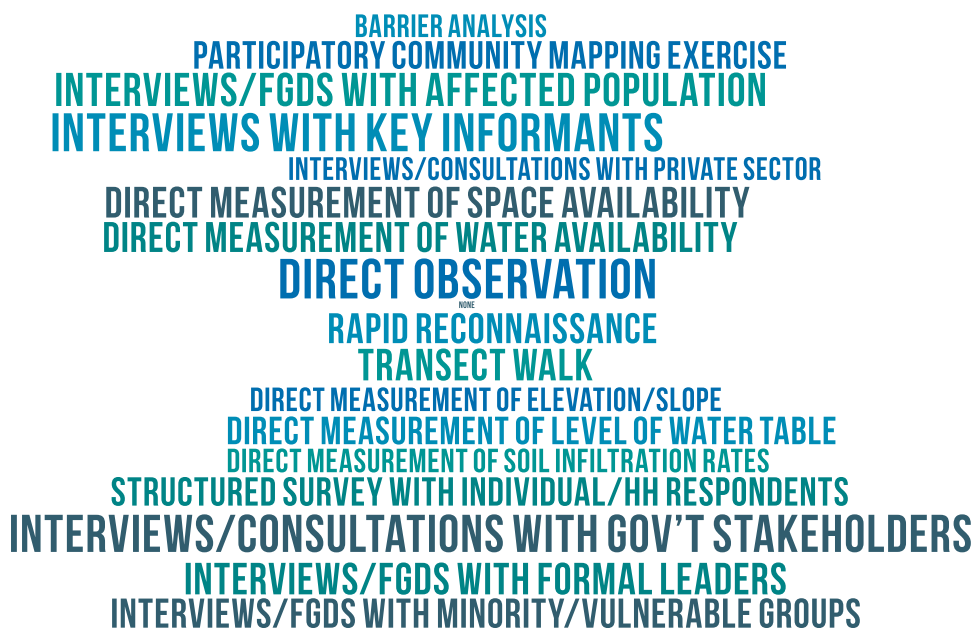 BARRIER ANALYSIS
PARTICIPATORY COMMUNITY MAPPING EXERCISE
INTERVIEWS/FGDS WITH AFFECTED POPULATION
INTERVIEWS WITH KEY INFORMANTS
INTERVIEWS/CONSULTATIONS WITH PRIVATE SECTOR
DIRECT MEASUREMENT OF SPACE AVAILABILITY
DIRECT MEASUREMENT OF WATER AVAILABILITY
DIRECT OBSERVATION
NONE
RAPID RECONNAISSANCE
TRANSECT WALK
DIRECT MEASUREMENT OF ELEVATION/SLOPE
DIRECT MEASUREMENT OF LEVEL OF WATER TABLE
DIRECT MEASUREMENT OF SOIL INFILTRATION RATES
STRUCTURED SURVEY WITH INDIVIDUAL/HH RESPONDENTS
INTERVIEWS/CONSULTATIONS WITH GOV'T STAKEHOLDERS
INTERVIEWS/FGDS WITH FORMAL LEADERS
INTERVIEWS/FGDS WITH MINORITY/VULNERABLE GROUPS